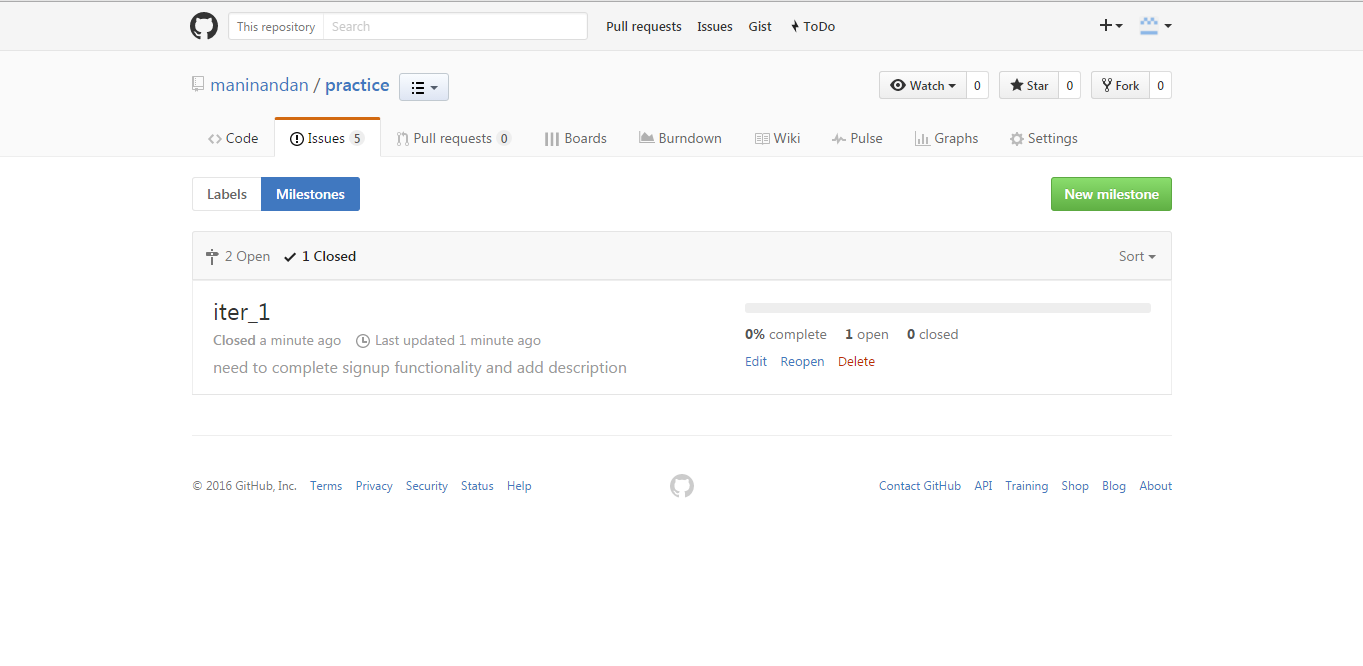 This repository Search Pull requests Issues Gist ToDo
maninandan / practice Watch 0 Star 0 Fork 0
Code Issues 5 Pull requests 0 Boards Burndown Wiki Pulse Graphs Settings
Labels Milestones New milestone
2 Open 1 Closed Sort
iter_1
Closed a minute ago Last updated 1 minute ago
need to complete signup functionality and add description
0% complete 1 open 0 closed
Edit Reopen Delete
© 2016 GitHub, Inc. Terms Privacy Security Status Help Contact GitHub API Training Shop Blog About